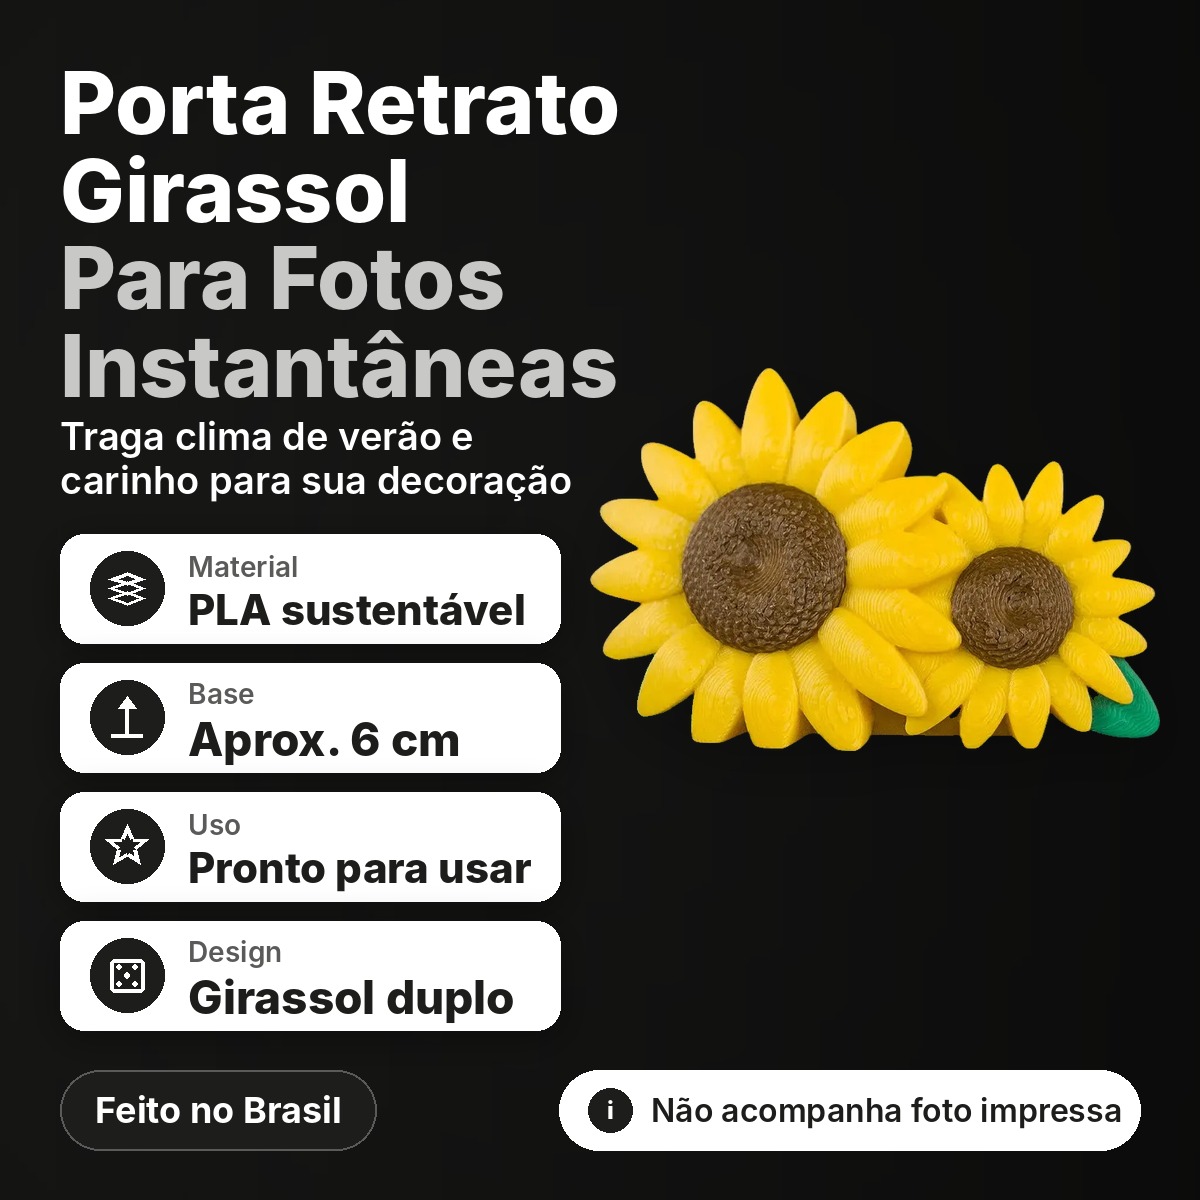 Porta Retrato
Girassol
Para Fotos
Instantâneas
Traga clima de verão e
carinho para sua decoração
Material
PLA sustentável
Base
Aprox. 6 cm
Uso
Pronto para usar
Design
Girassol duplo
Feito no Brasil
i Não acompanha foto impressa